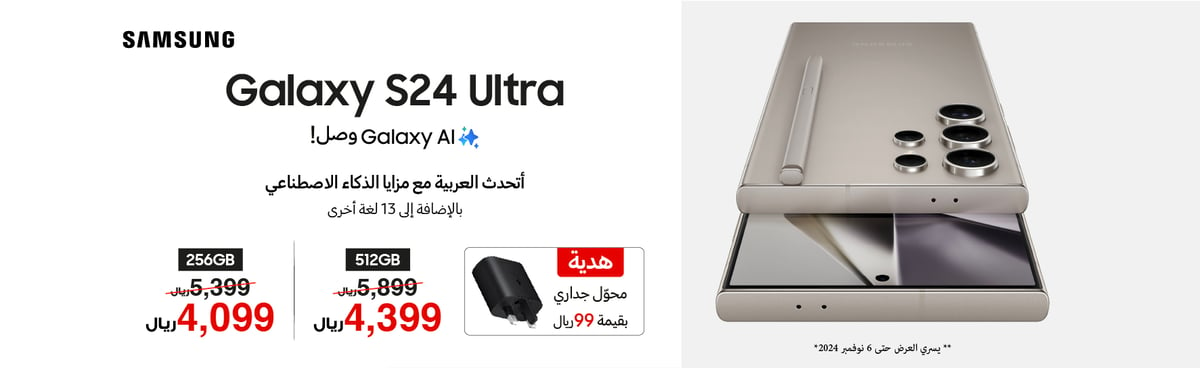 SAMSUNG
Galaxy S24 Ultra
Galaxy AI وصل!
أتحدث العربية مع مزايا الذكاء الاصطناعي
بالإضافة إلى 13 لغة أخرى
256GB
5,399 ريال
4,099 ريال
512GB
5,899 ريال
4,399 ريال
هدية
محوّل جداري
بقيمة 99 ريال
SAMSUNG
** يسري العرض حتى 6 نوفمبر 2024*